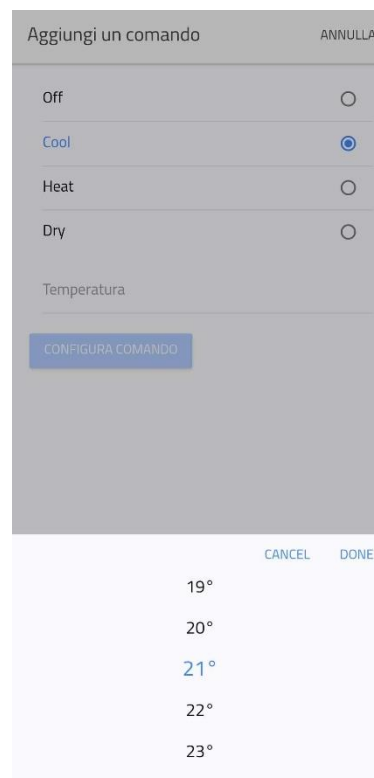 Aggiungi un comando ANNULLA
Off
Cool
Heat
Dry
Temperatura
CONFIGURA COMANDO
CANCEL DONE
19°
20°
21°
22°
23°